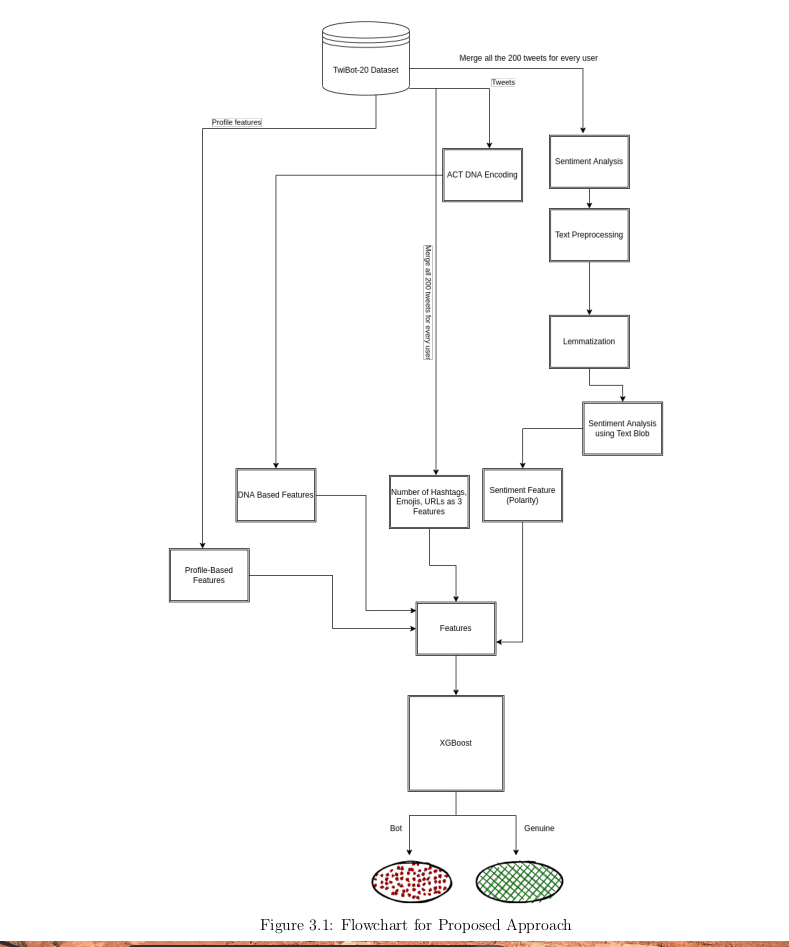 TwiBot-20 Dataset
Merge all the 200 tweets for every user
Tweets
Profile features
ACT DNA Encoding
Sentiment Analysis
Text Preprocessing
Merge all 200 tweets for every user
Lemmatization
Sentiment Analysis
using Text Blob
DNA Based Features
Number of Hashtags,
Emojis, URLs as 3
Features
Sentiment Feature
(Polarity)
Profile-Based
Features
Features
XGBoost
Bot
Genuine
Figure 3.1: Flowchart for Proposed Approach